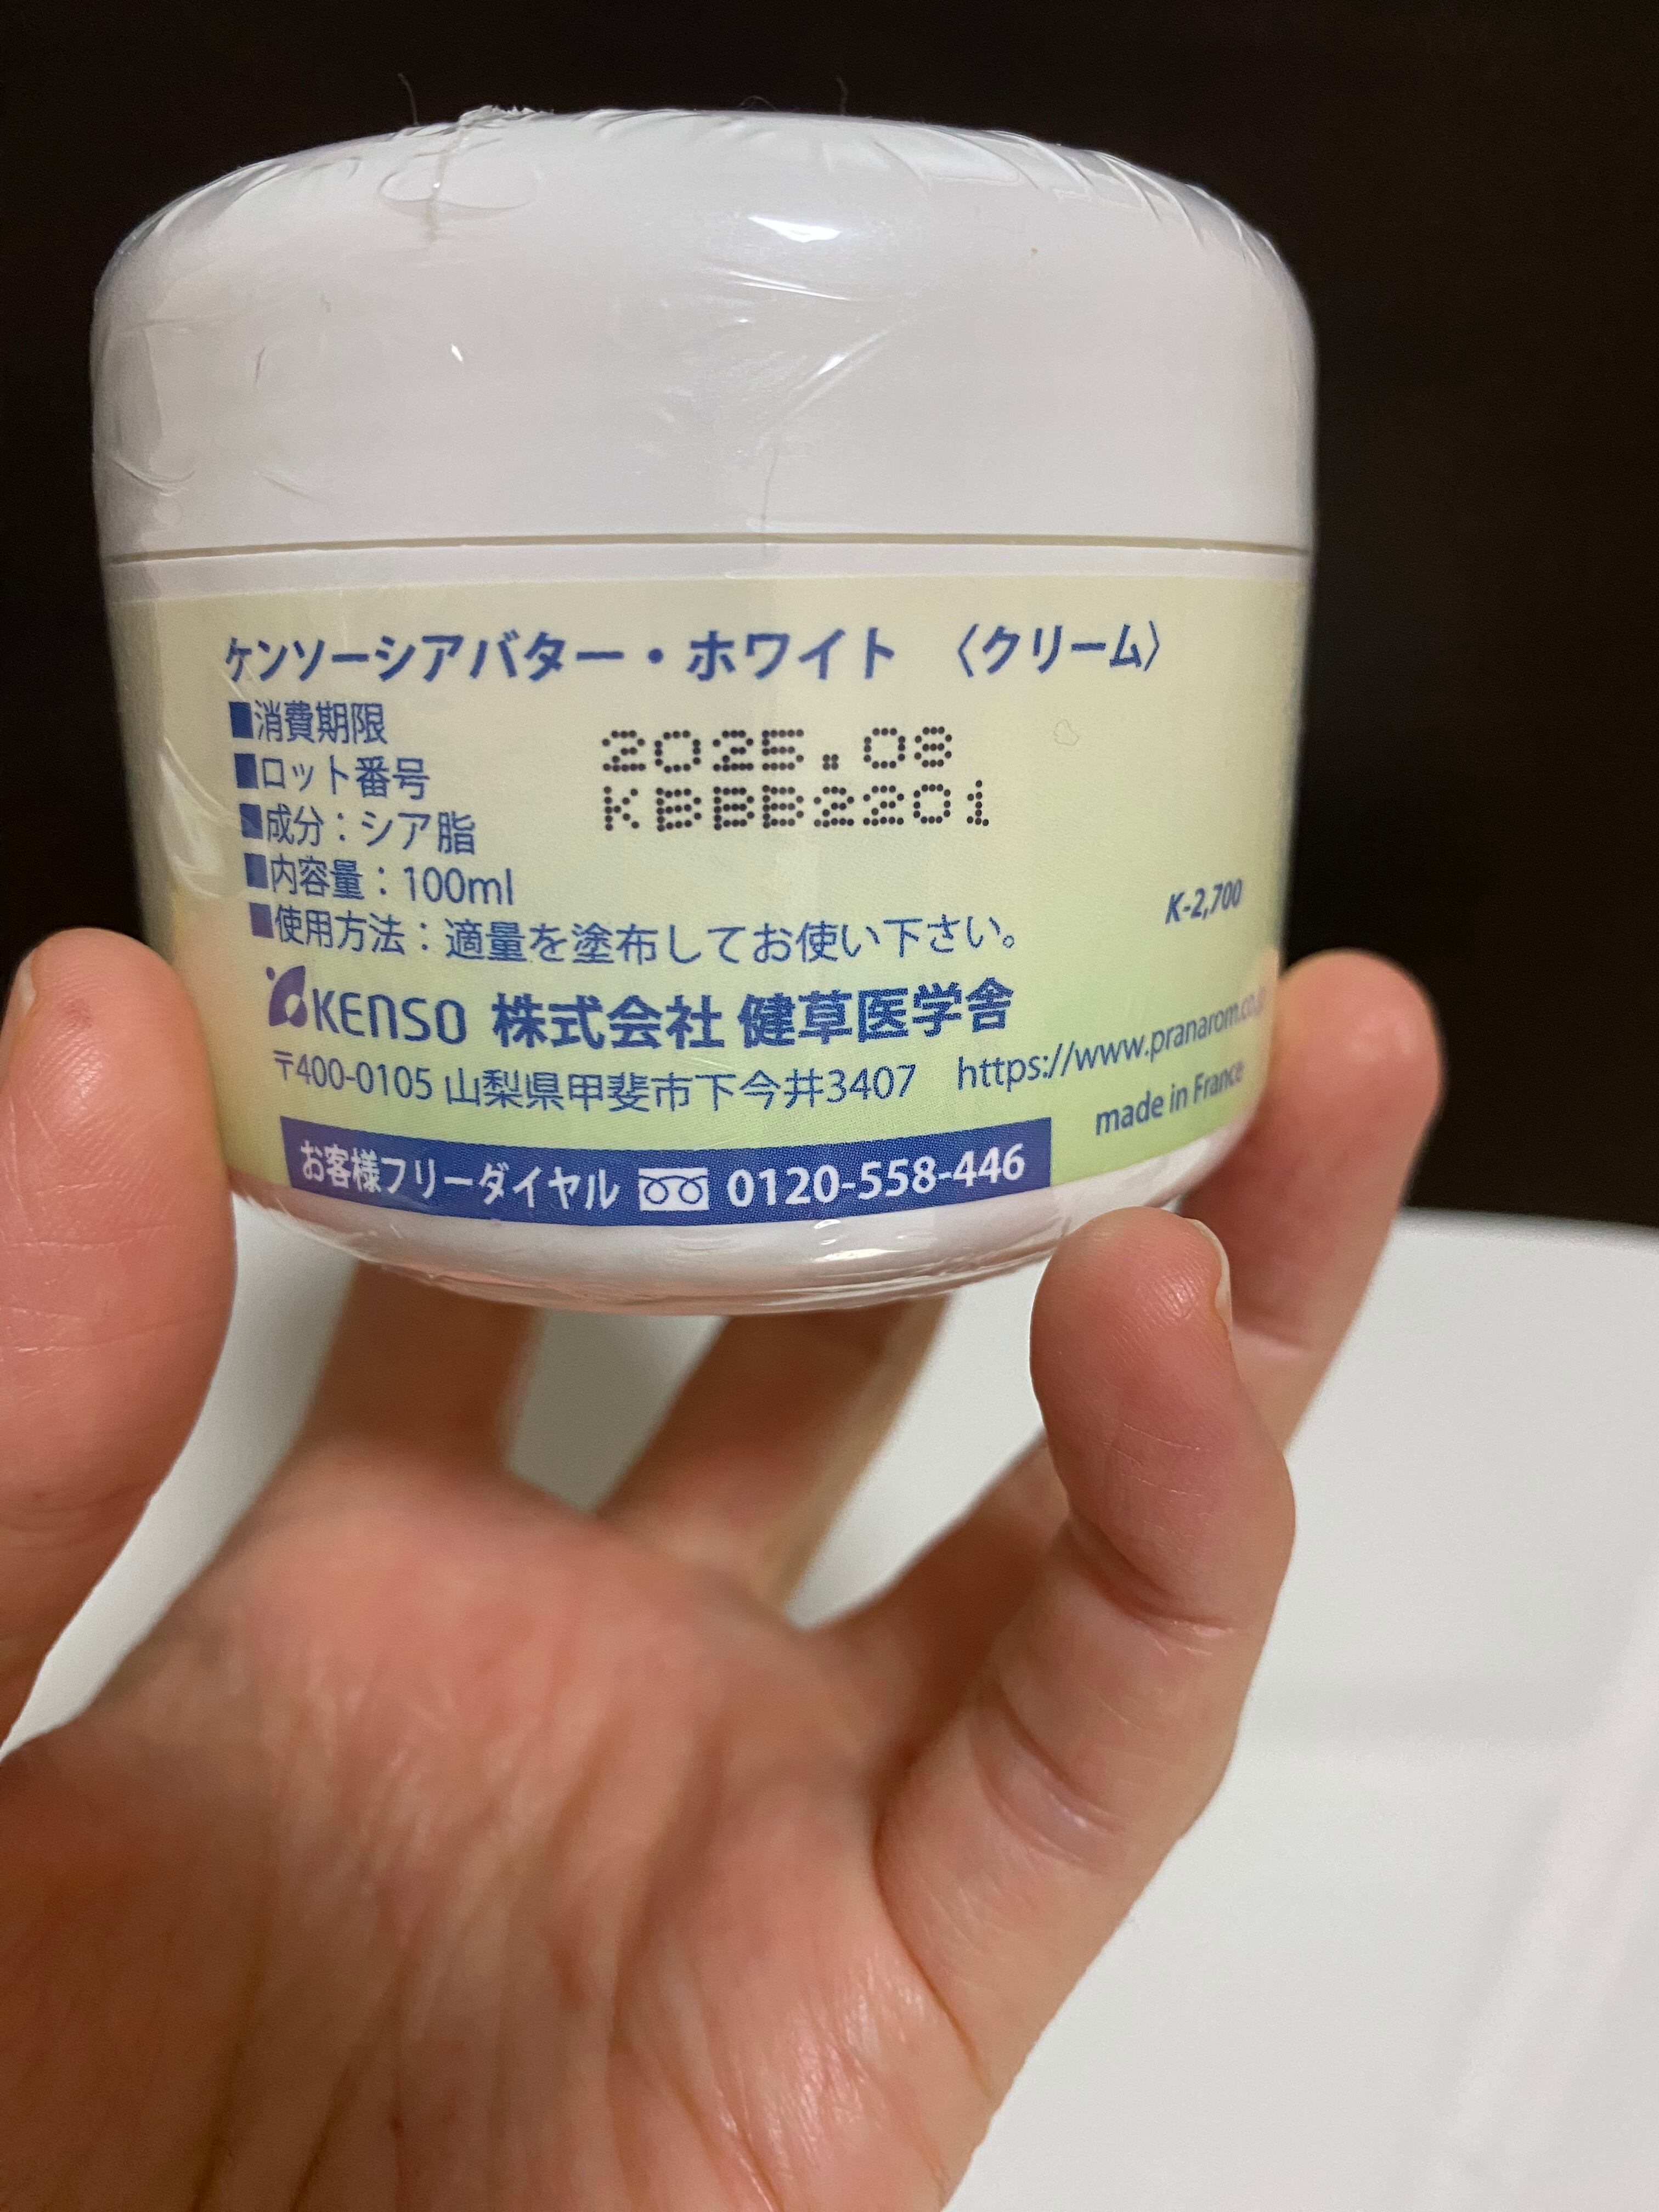 ケンソーシアバター・ホワイト 〈クリーム〉
■消費期限 2025.08
■ロット番号 KBBB2201
■成分：シア脂
■内容量：100ml
K-2,700
■使用方法：適量を塗布してお使い下さい。
KENSO 株式会社 健草医学舎
〒400-0105 山梨県甲斐市下今井3407 https://www.pranarom.co.jp
made in France
お客様フリーダイヤル 0120-558-446